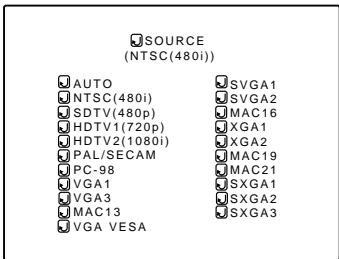 SOURCE
(NTSC(480i))
AUTO
NTSC(480i)
SDTV(480p)
HDTV1(720p)
HDTV2(1080i)
PAL/SECAM
PC-98
VGA1
VGA3
MAC13
VGA VESA
SVGA1
SVGA2
MAC16
XGA1
XGA2
MAC19
MAC21
SXGA1
SXGA2
SXGA3